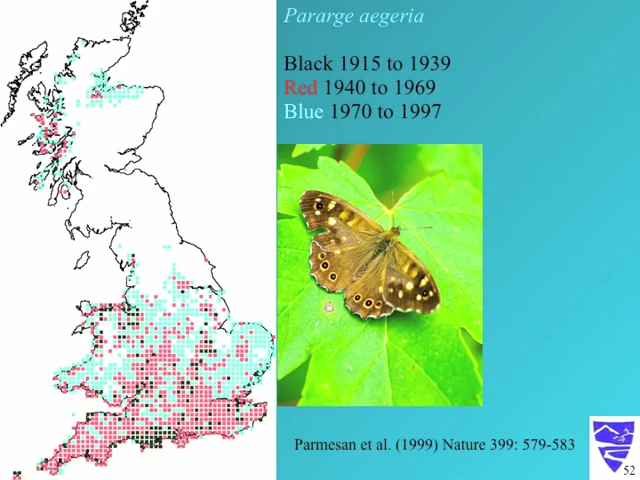 Pararge aegeria
Black 1915 to 1939
Red 1940 to 1969
Blue 1970 to 1997
Parmesan et al. (1999) Nature 399: 579-583
52